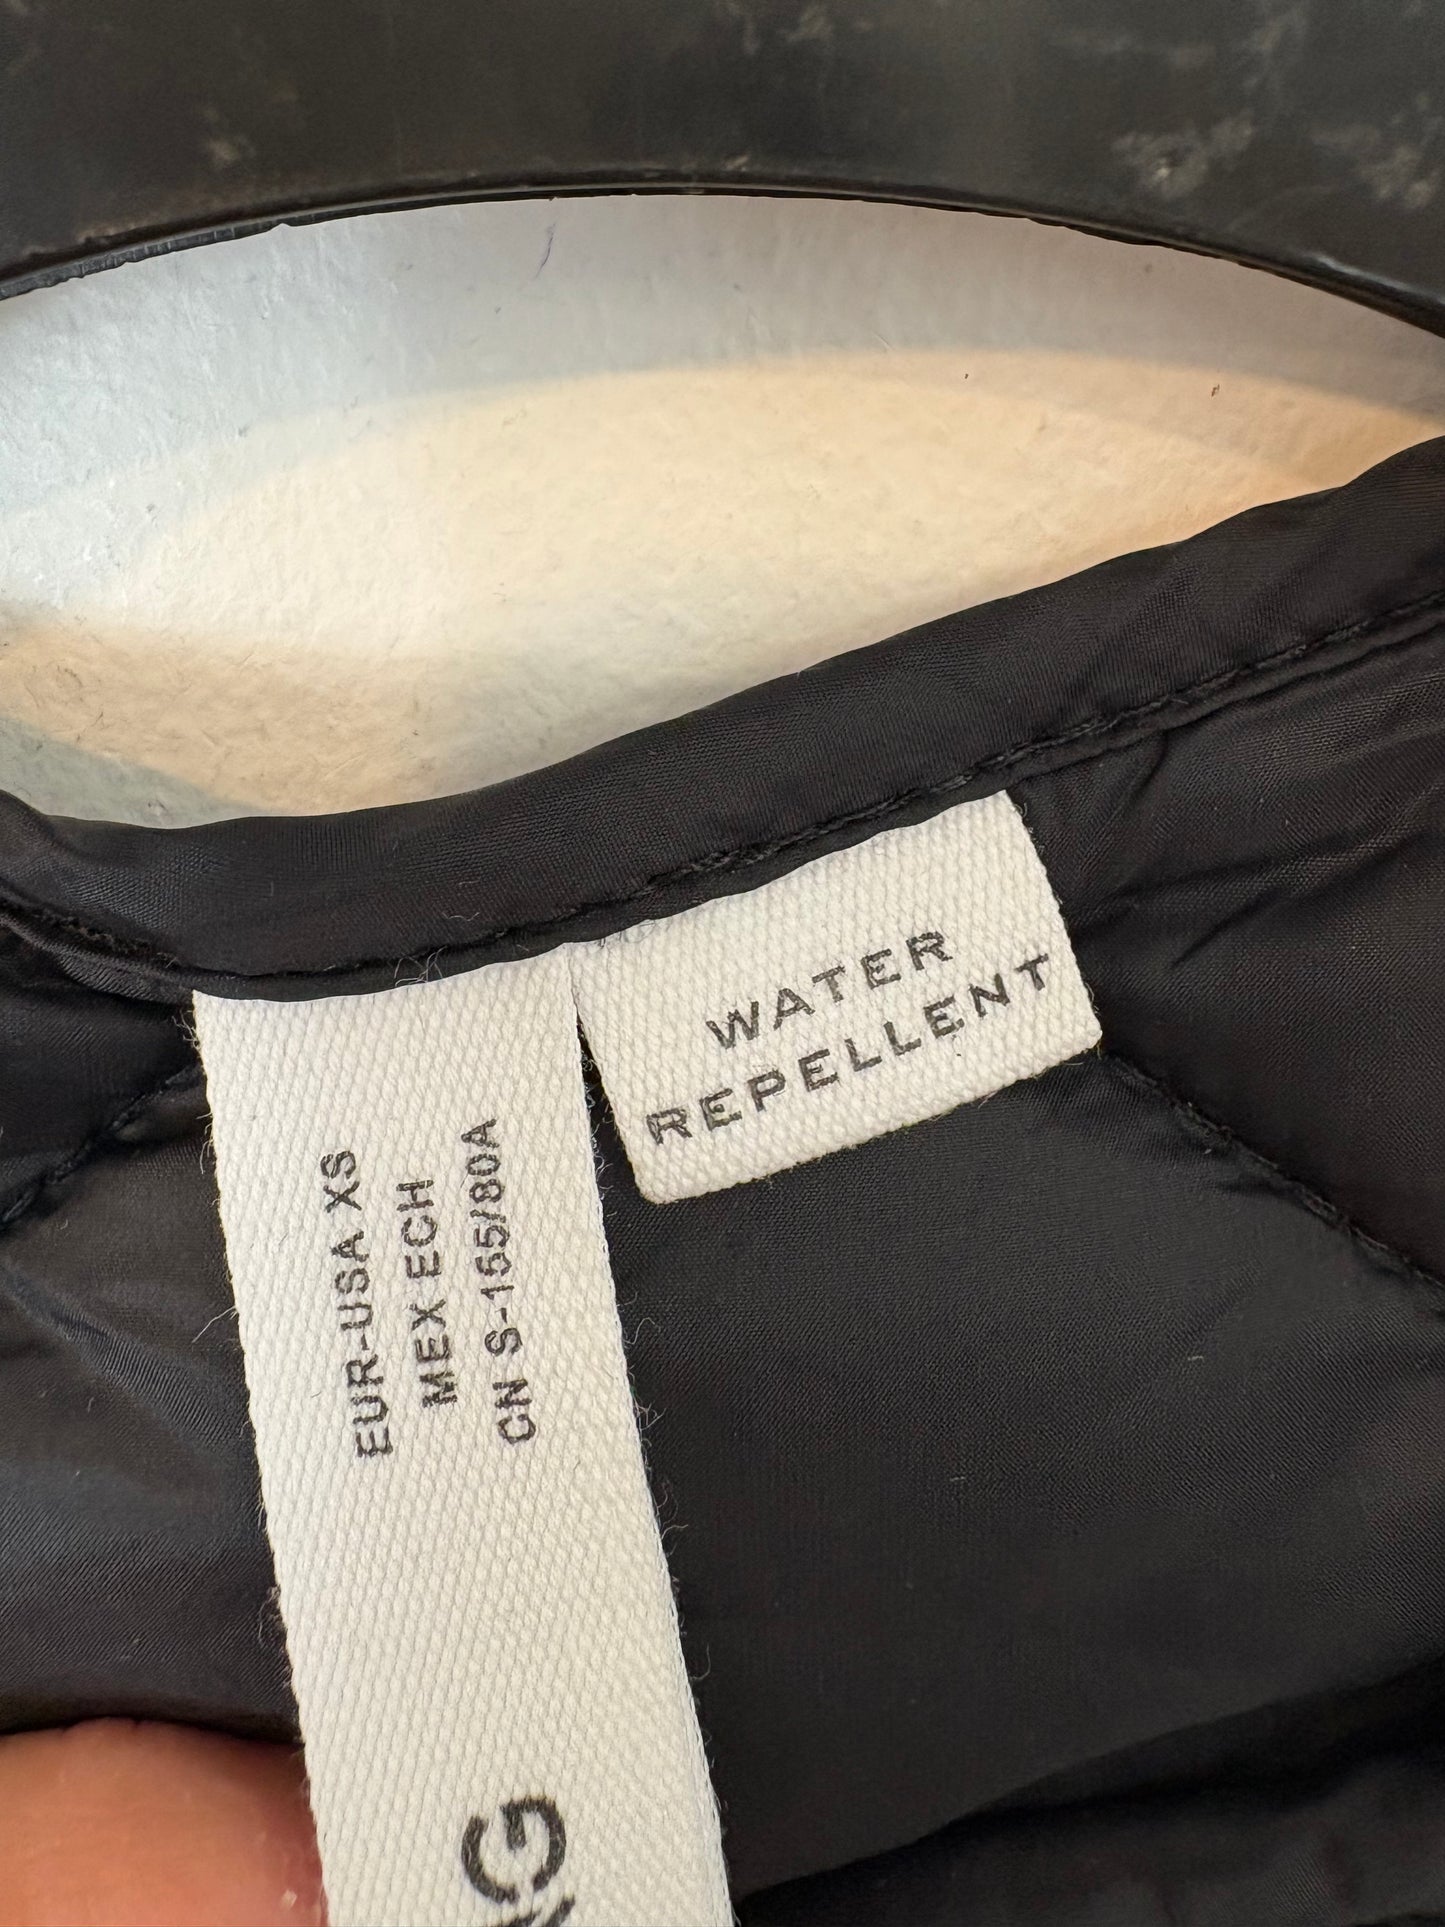 WATER
REPELLENT
EUR-USA XS
MEX ECH
CN S-155/80A